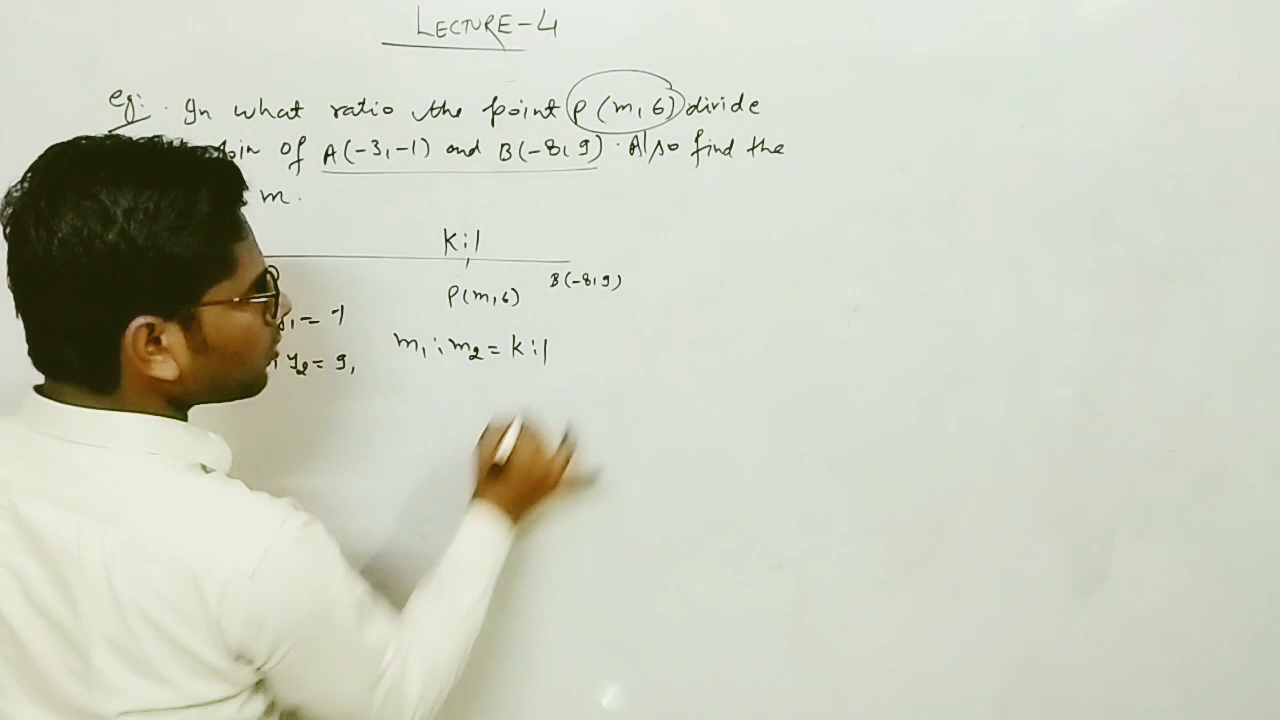 LECTURE-4
eg: In what ratio the point P(m,6) divide
join of A(-3,-1) and B(-8,9). Also find the
m.
K:1
P(m,6) B(-8,9)
= -1 m₁:m₂ = K:1
y₂ = 9,